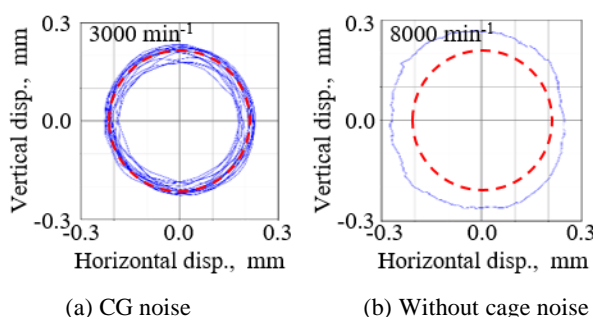 0.3
3000 min-1
Vertical disp., mm
0.0
-0.3
-0.3 0.0 0.3
Horizontal disp., mm
(a) CG noise
0.3
8000 min-1
Vertical disp., mm
0.0
-0.3
-0.3 0.0 0.3
Horizontal disp., mm
(b) Without cage noise